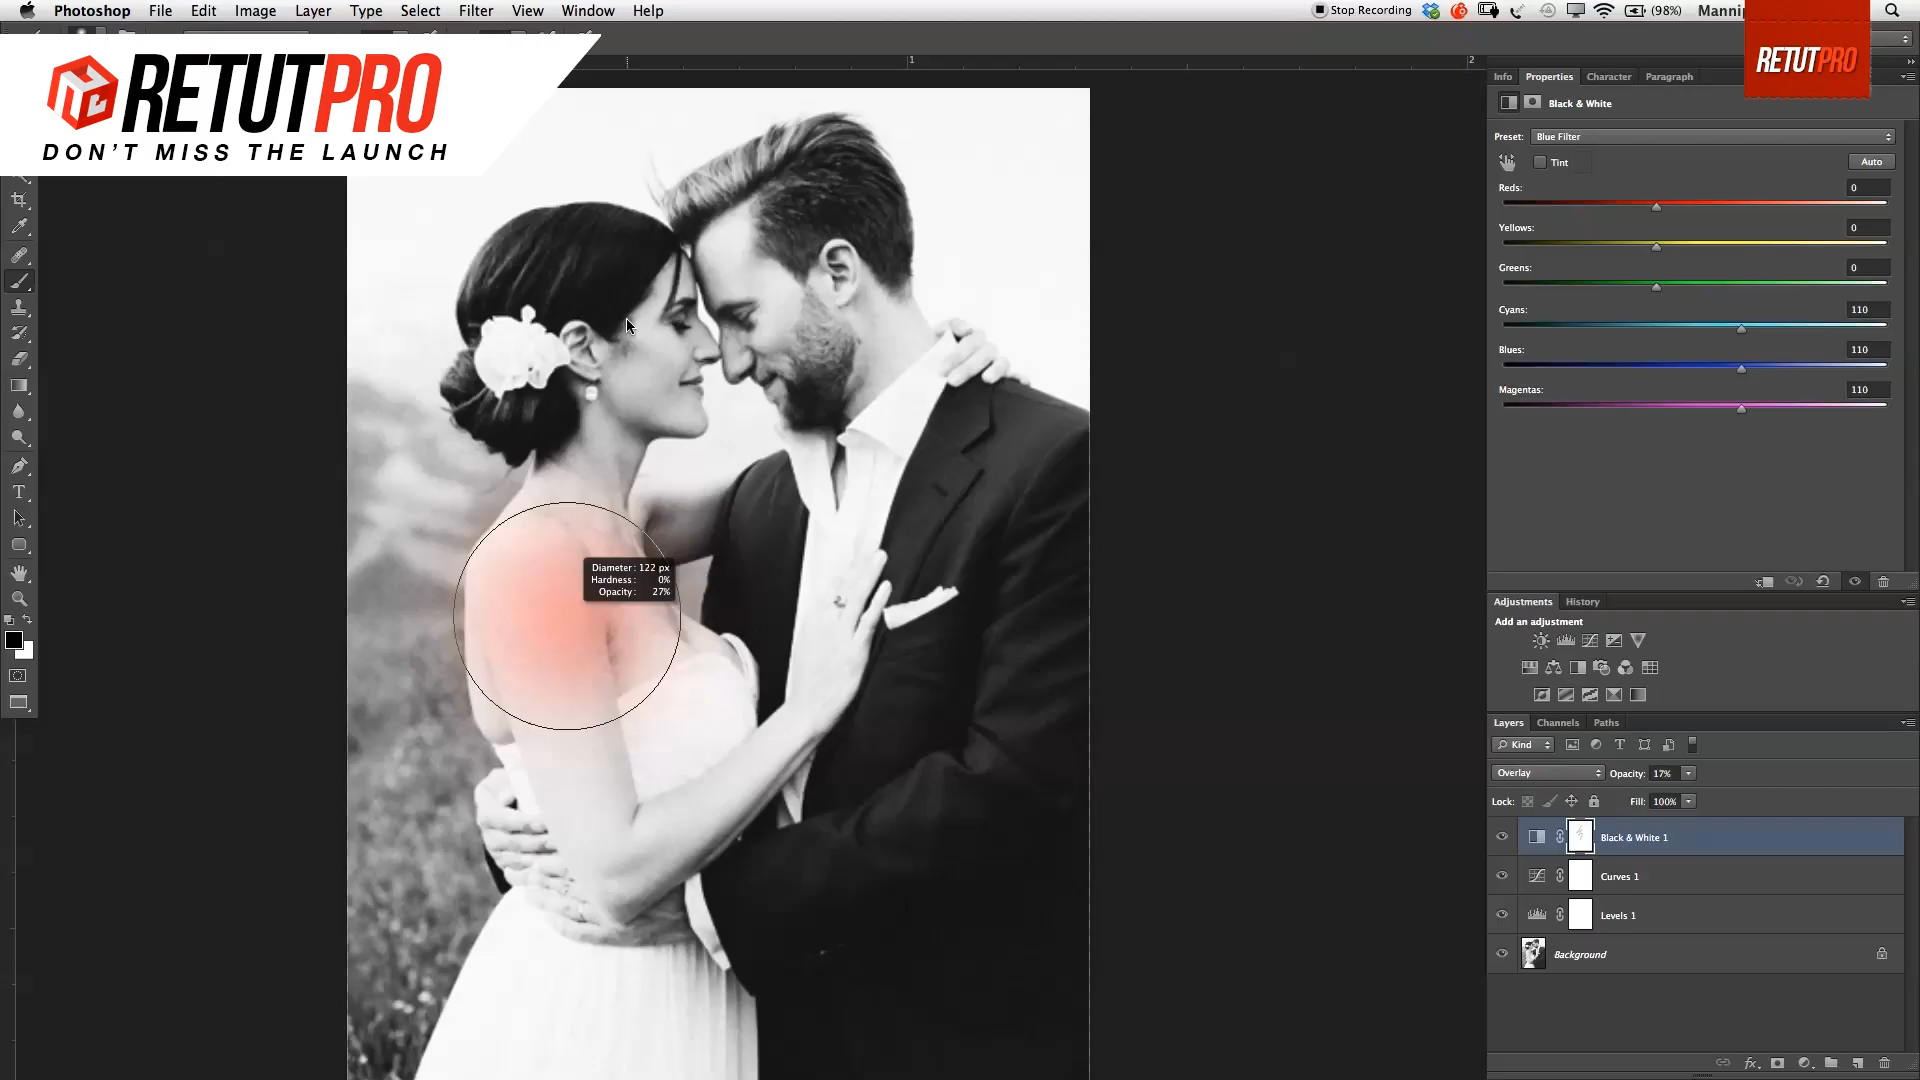 Photoshop File Edit Image Layer Type Select Filter View Window Help
Stop Recording (98%) Mannip
RETUTPRO
DON'T MISS THE LAUNCH
RETUTPRO
1 2
Info Properties Character Paragraph
Black & White
Preset: Blue Filter
Tint Auto
Reds: 0
Yellows: 0
Greens: 0
Cyans: 110
Blues: 110
Magentas: 110
Diameter: 122 px
Hardness: 0%
Opacity: 27%
Adjustments History
Add an adjustment
Layers Channels Paths
Kind
Overlay Opacity: 17%
Lock: Fill: 100%
Black & White 1
Curves 1
Levels 1
Background